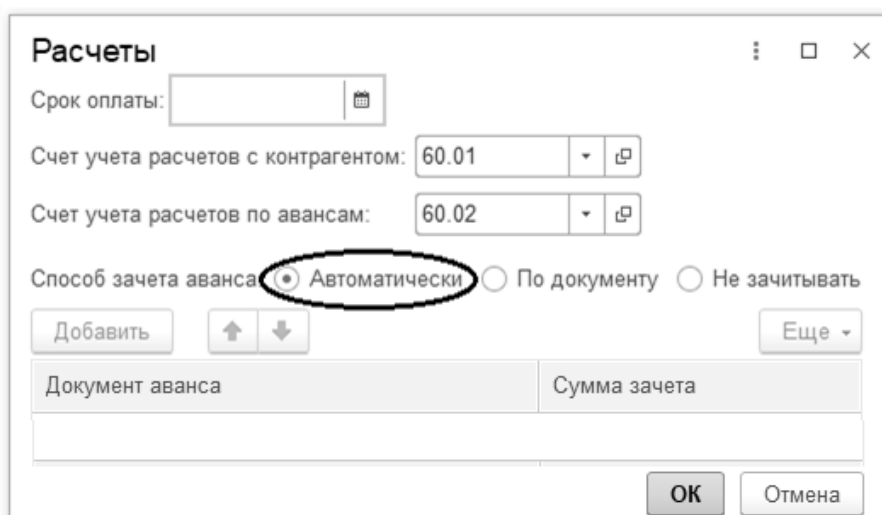 Расчеты
Срок оплаты:
Счет учета расчетов с контрагентом: 60.01
Счет учета расчетов по авансам: 60.02
Способ зачета аванса Автоматически По документу Не зачитывать
Добавить Еще
Документ аванса Сумма зачета
ОК Отмена